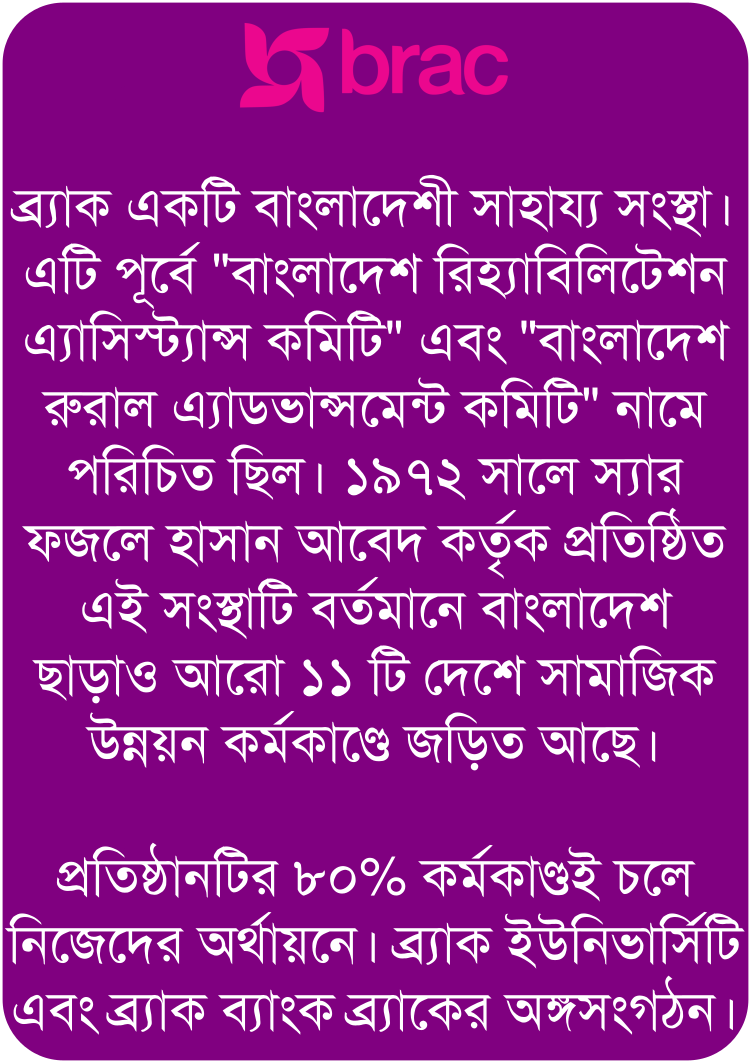 brac
ব্র্যাক একটি বাংলাদেশী সাহায্য সংস্থা।
এটি পূর্বে "বাংলাদেশ রিহ্যাবিলিটেশন
এ্যাসিস্ট্যান্স কমিটি" এবং "বাংলাদেশ
রুরাল এ্যাডভান্সমেন্ট কমিটি" নামে
পরিচিত ছিল। ১৯৭২ সালে স্যার
ফজলে হাসান আবেদ কর্তৃক প্রতিষ্ঠিত
এই সংস্থাটি বর্তমানে বাংলাদেশ
ছাড়াও আরো ১১ টি দেশে সামাজিক
উন্নয়ন কর্মকাণ্ডে জড়িত আছে।
প্রতিষ্ঠানটির ৮০% কর্মকাণ্ডই চলে
নিজেদের অর্থায়নে। ব্র্যাক ইউনিভার্সিটি
এবং ব্র্যাক ব্যাংক ব্র্যাকের অঙ্গসংগঠন।